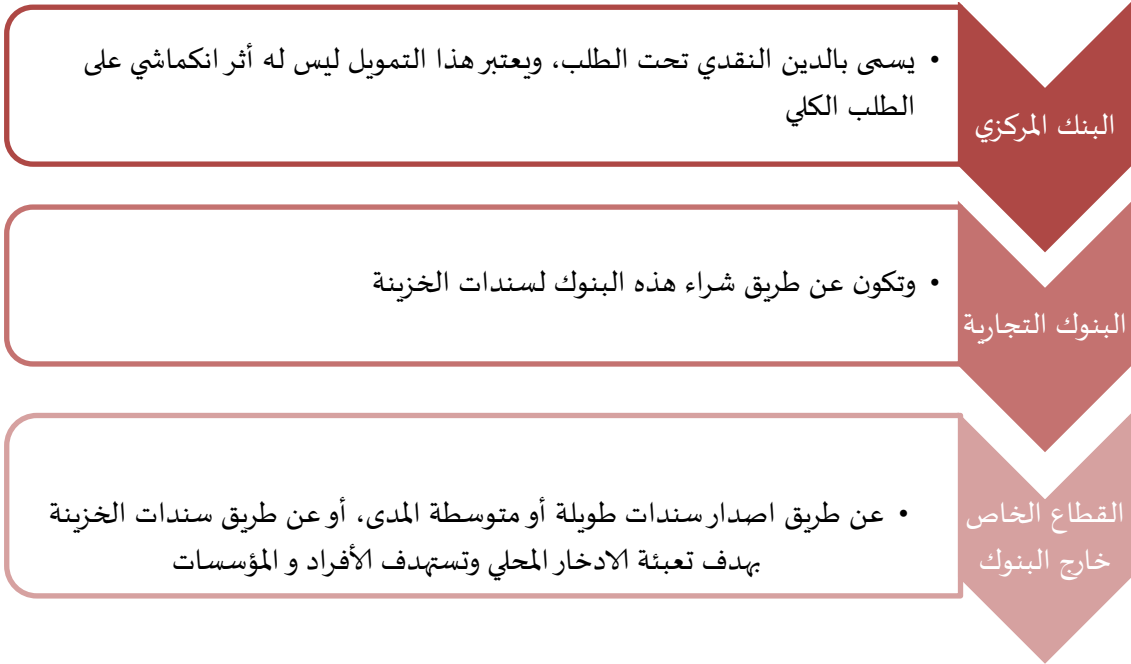 البنك المركزي
• يسمى بالدين النقدي تحت الطلب، ويعتبر هذا التمويل ليس له أثر انكماشي على
الطلب الكلي
البنوك التجارية
• وتكون عن طريق شراء هذه البنوك لسندات الخزينة
القطاع الخاص
خارج البنوك
• عن طريق اصدار سندات طويلة أو متوسطة المدى، أو عن طريق سندات الخزينة
بهدف تعبئة الادخار المحلي وتستهدف الأفراد و المؤسسات